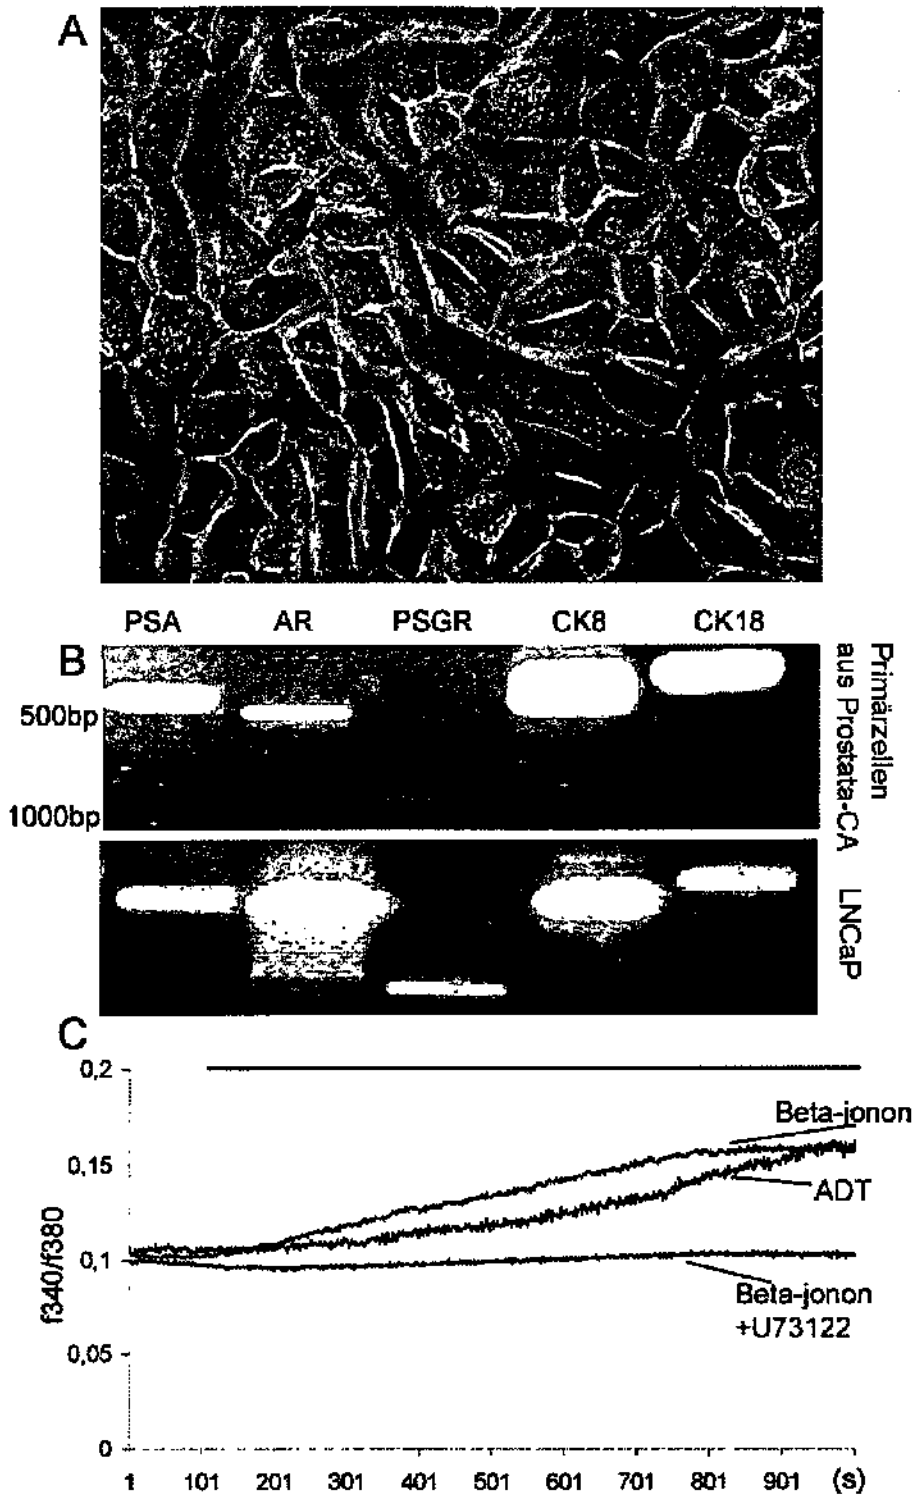 A
PSA AR PSGR CK8 CK18
B
500bp
1000bp
Primärzellen
aus Prostata-CA
LNCaP
C
0,2
0,15
0,1
0,05
0
f340/f380
Beta-jonon
ADT
Beta-jonon
+U73122
1 101 201 301 401 501 601 701 801 901 (s)